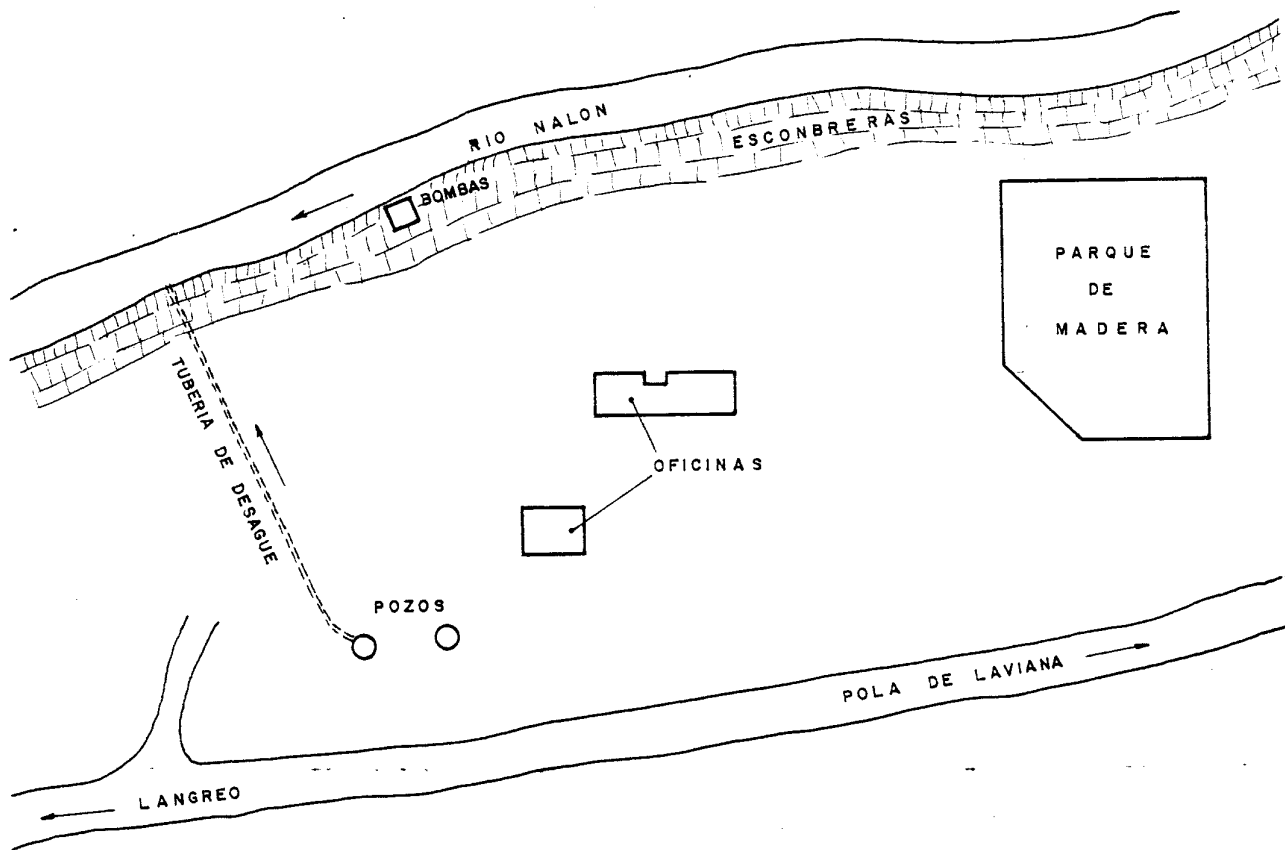 RIO NALON
ESCONBRERAS
BOMBAS
PARQUE
DE
MADERA
TUBERIA DE DESAGUE
OFICINAS
POZOS
POLA DE LAVIANA
LANGREO